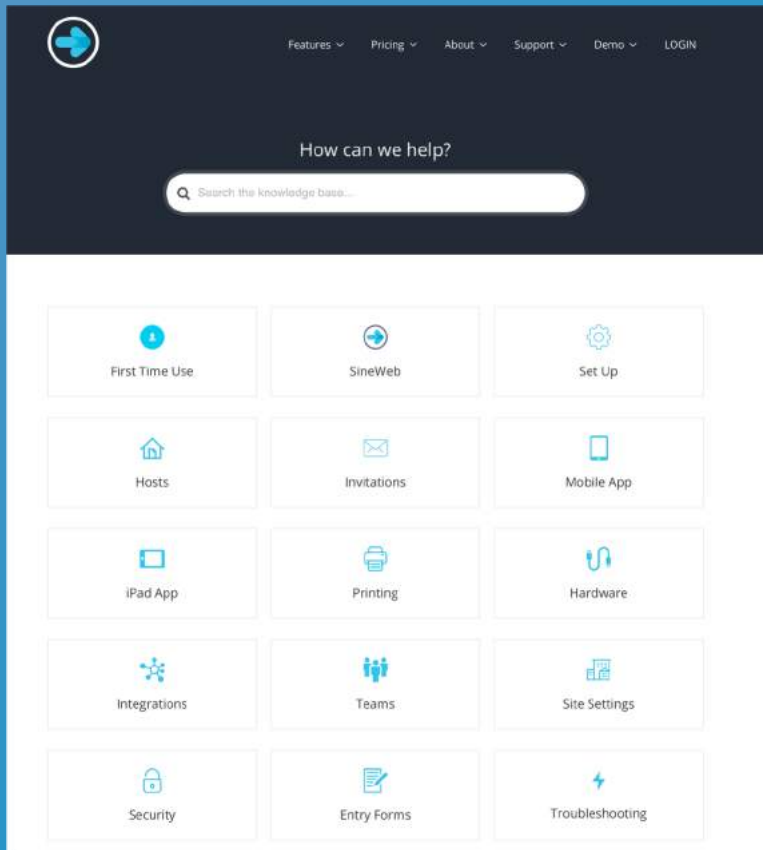 Features Pricing About Support Demo LOGIN
How can we help?
Search the knowledge base...
First Time Use SineWeb Set Up
Hosts Invitations Mobile App
iPad App Printing Hardware
Integrations Teams Site Settings
Security Entry Forms Troubleshooting